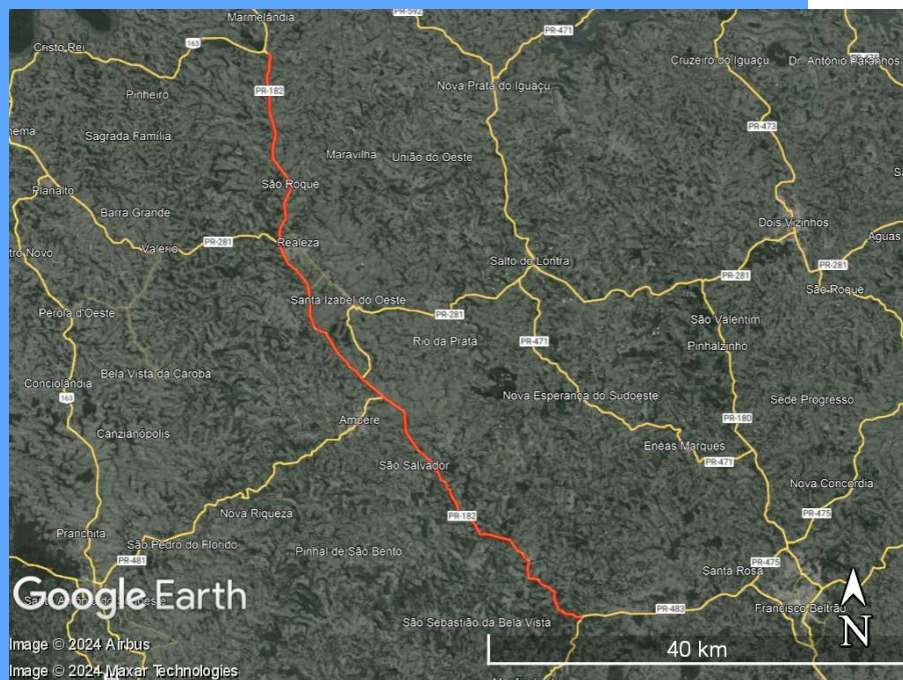 Marmelândia
PR-471
Cristo Rei
163
Cruzeiro do Iguaçu
Dr. Antônio Paranhos
Nova Prata do Iguaçu
PR-182
Pinheiro
PR-473
Sagrada Família
Maravilha
União do Oeste
São Roque
Planalto
Barra Grande
Dois Vizinhos
Valério
PR-281
Realeza
Salto do Lontra
PR-281
PR-281
São Roque
Santa Izabel do Oeste
PR-281
Pérola d'Oeste
São Valentim
Rio da Prata
PR-471
Pinhalzinho
Bela Vista da Caroba
Conciolândia
163
Nova Esperança do Sudoeste
Sede Progresso
Ampere
PR-180
Canzianópolis
Enéas Marques
São Salvador
PR-471
Nova Concórdia
Nova Riqueza
PR-182
PR-475
Pranchita
São Pedro do Florido
Pinhal de São Bento
PR-481
PR-475
Santa Rosa
Google Earth
PR-483
Francisco Beltrão
São Sebastião da Bela Vista
N
Image © 2024 Airbus
40 km
Image © 2024 Maxar Technologies